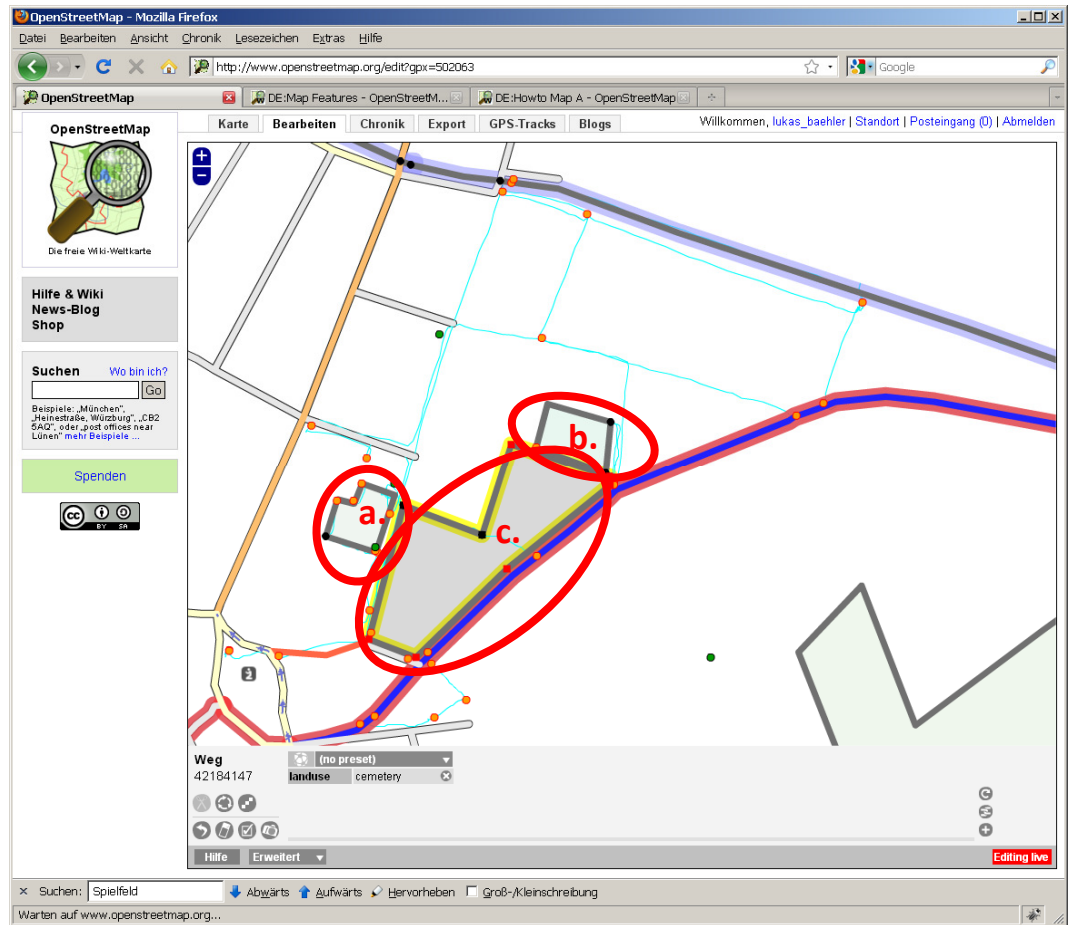 OpenStreetMap - Mozilla Firefox
Datei Bearbeiten Ansicht Chronik Lesezeichen Extras Hilfe
http://www.openstreetmap.org/edit?gpx=502063
Google
OpenStreetMap
DE:Map Features - OpenStreetM...
DE:Howto Map A - OpenStreetMap
OpenStreetMap
Die freie Wiki-Weltkarte
Karte Bearbeiten Chronik Export GPS-Tracks Blogs
Willkommen, lukas_baehler | Standort | Posteingang (0) | Abmelden
+
−
Hilfe & Wiki
News-Blog
Shop
Suchen Wo bin ich?
Go
Beispiele: „München",
„Heinestraße, Würzburg", „CB2
5AQ", oder „post offices near
Lünen" mehr Beispiele ...
Spenden
cc
BY SA
a.
b.
c.
i
Weg
42184147
(no preset)
landuse cemetery
Hilfe Erweitert
Editing live
× Suchen: Spielfeld Abwärts Aufwärts Hervorheben Groß-/Kleinschreibung
Warten auf www.openstreetmap.org...